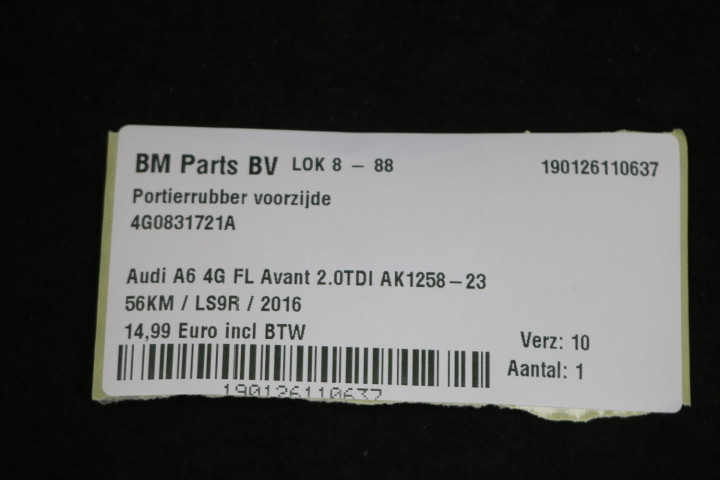 BM Parts BV LOK 8 – 88 190126110637
Portierrubber voorzijde
4G0831721A
Audi A6 4G FL Avant 2.0TDI AK1258–23
56KM / LS9R / 2016
14,99 Euro incl BTW
Verz: 10
Aantal: 1
190126110637